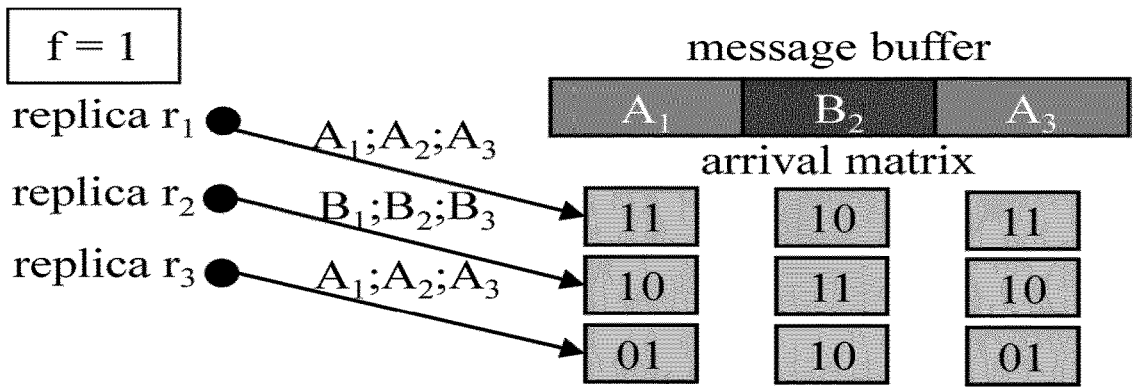 f = 1
message buffer
A₁ B₂ A₃
replica r₁
A₁;A₂;A₃
arrival matrix
11 10 11
replica r₂
B₁;B₂;B₃
10 11 10
replica r₃
A₁;A₂;A₃
01 10 01